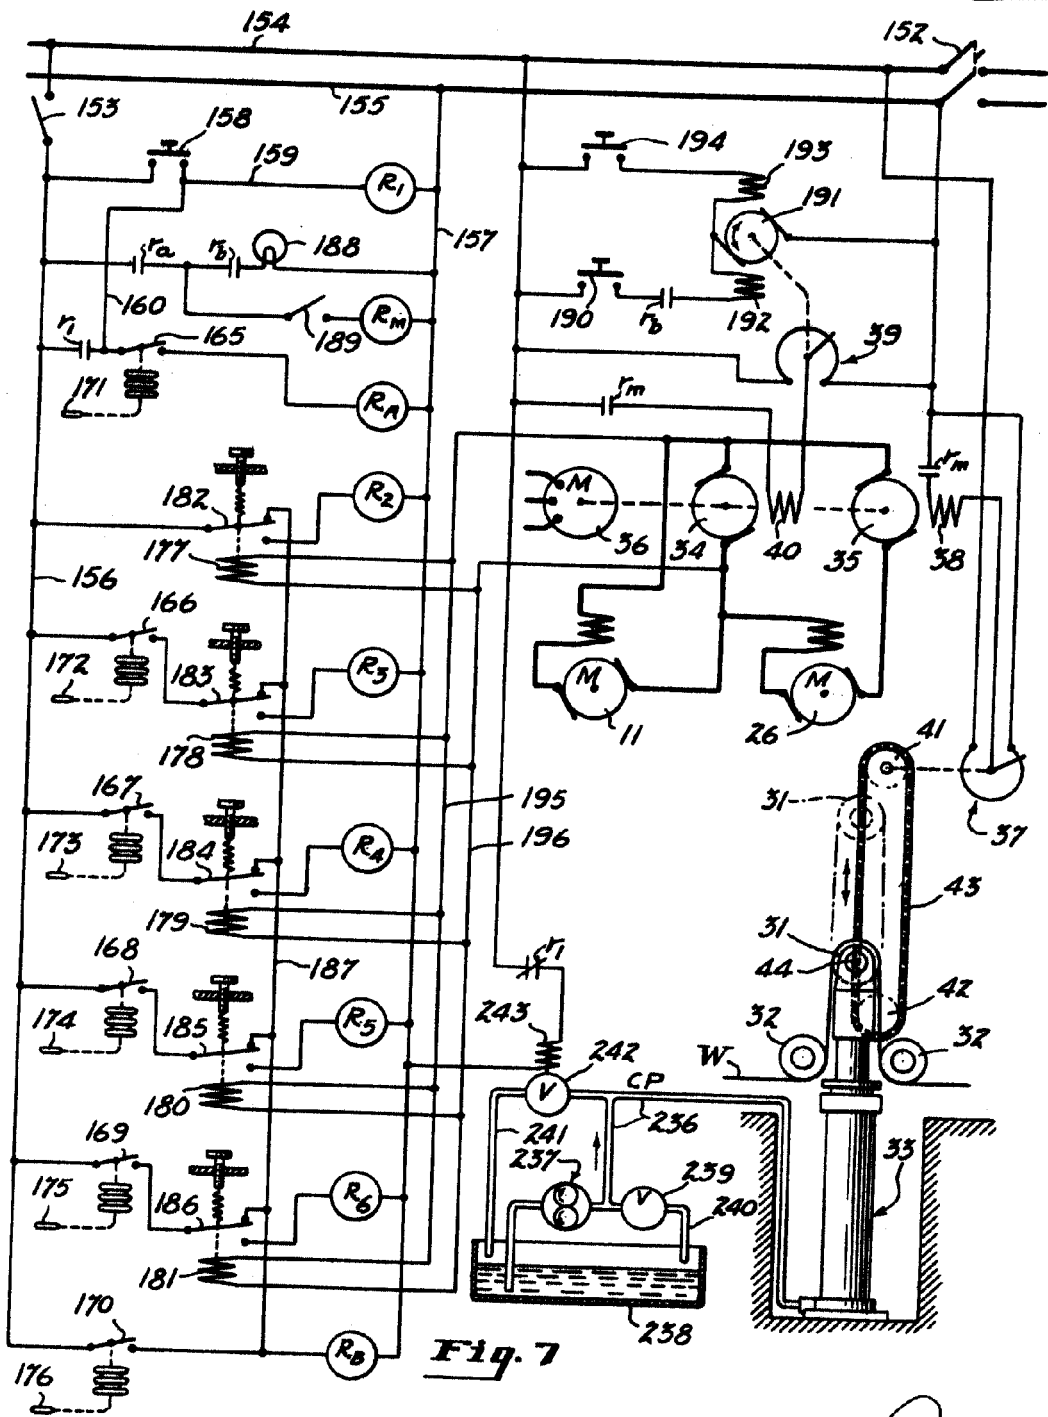 154
152
155
153
158
194
159
193
R1
191
ra
rb
188
157
160
190
rb
192
RM
189
39
r1
165
171
RA
rm
rm
182
R2
M
36
34
40
35
38
177
156
166
172
183
R3
M
11
M
26
178
41
167
31
195
37
173
184
R4
196
43
179
31
44
168
r1
187
42
174
185
R5
243
32
32
242
W
V
CP
180
241
236
169
237
V
239
33
175
186
R6
240
181
170
238
RB
Fig. 7
176